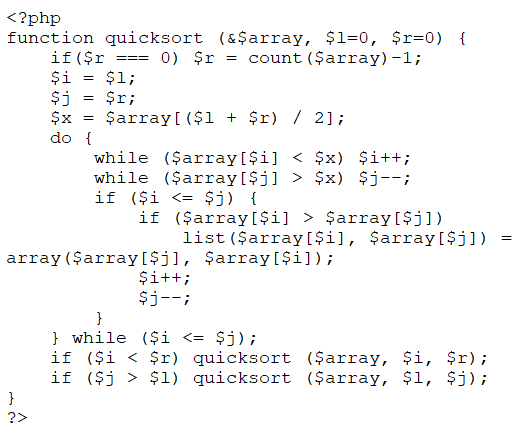 <?php
function quicksort (&$array, $l=0, $r=0) {
    if($r === 0) $r = count($array)-1;
    $i = $l;
    $j = $r;
    $x = $array[($l + $r) / 2];
    do {
        while ($array[$i] < $x) $i++;
        while ($array[$j] > $x) $j--;
        if ($i <= $j) {
            if ($array[$i] > $array[$j])
                list($array[$i], $array[$j]) =
array($array[$j], $array[$i]);
            $i++;
            $j--;
        }
    } while ($i <= $j);
    if ($i < $r) quicksort ($array, $i, $r);
    if ($j > $l) quicksort ($array, $l, $j);
}
?>